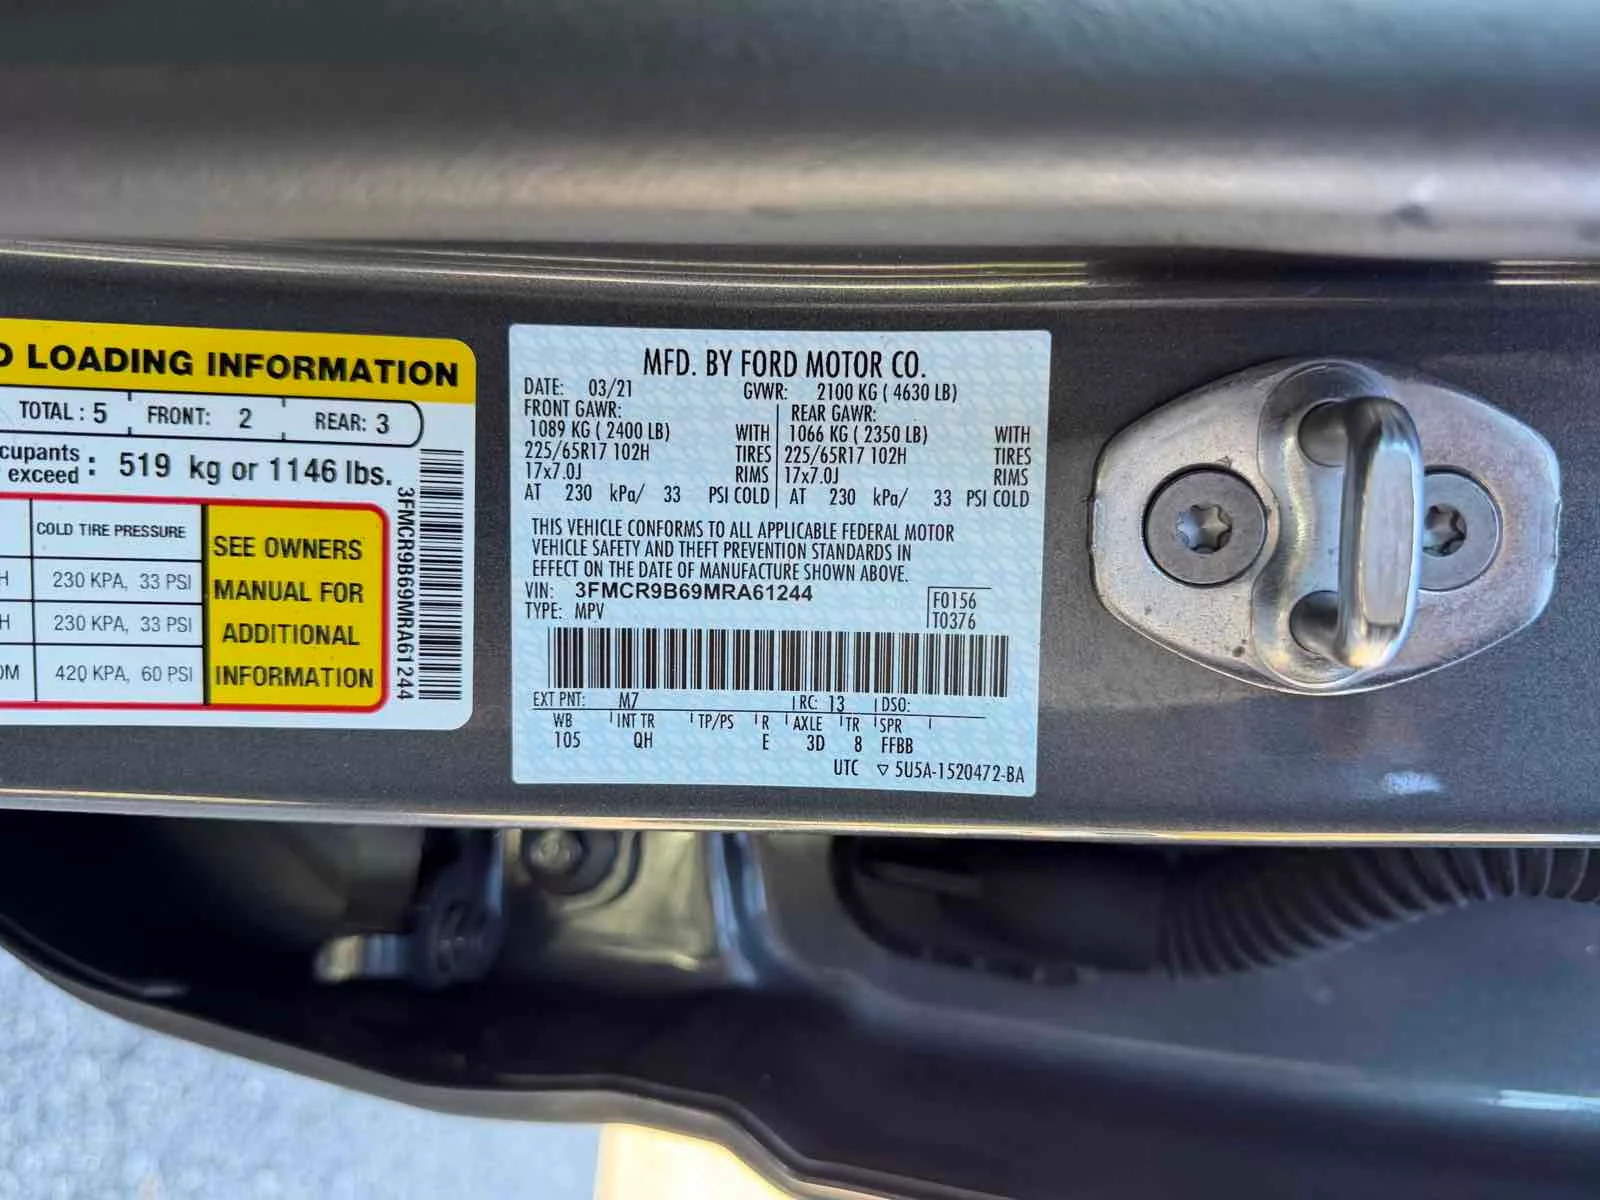 LOADING INFORMATION
TOTAL : 5 FRONT: 2 REAR: 3
exceed : 519 kg or 1146 lbs.
COLD TIRE PRESSURE
230 KPA, 33 PSI
230 KPA, 33 PSI
420 KPA, 60 PSI
SEE OWNERS
MANUAL FOR
ADDITIONAL
INFORMATION
3FMCR9B69MRA61244
MFD. BY FORD MOTOR CO.
DATE: 03/21 GVWR: 2100 KG ( 4630 LB)
FRONT GAWR: REAR GAWR:
1089 KG ( 2400 LB) WITH 1066 KG ( 2350 LB) WITH
225/65R17 102H TIRES 225/65R17 102H TIRES
17x7.0J RIMS 17x7.0J RIMS
AT 230 kPa/ 33 PSI COLD AT 230 kPa/ 33 PSI COLD
THIS VEHICLE CONFORMS TO ALL APPLICABLE FEDERAL MOTOR
VEHICLE SAFETY AND THEFT PREVENTION STANDARDS IN
EFFECT ON THE DATE OF MANUFACTURE SHOWN ABOVE.
VIN: 3FMCR9B69MRA61244
TYPE: MPV
F0156
T0376
EXT PNT: M7 RC: 13 DSO:
WB INT TR TP/PS R AXLE TR SPR
105 QH E 3D 8 FFBB
UTC ▽ 5U5A-1520472-BA